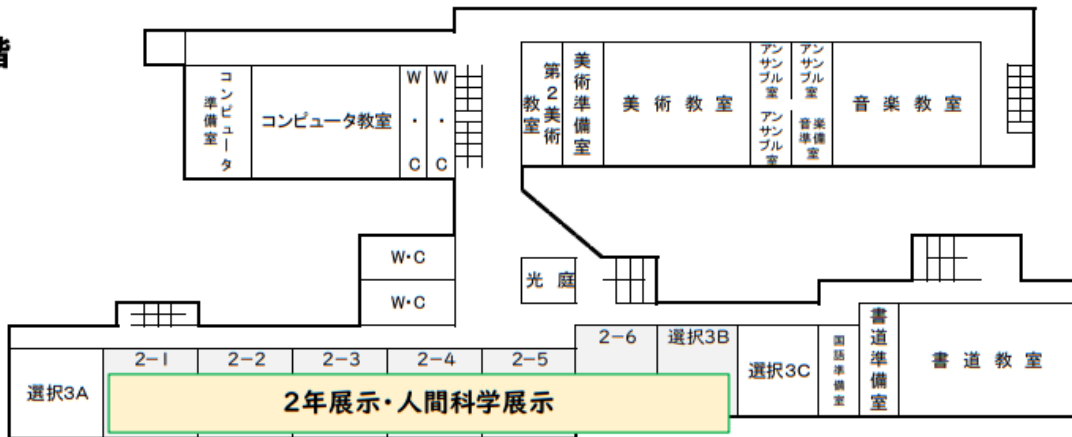 階
コンピュータ準備室
コンピュータ教室
W・C
W・C
第2美術教室
美術準備室
美術教室
アンサンブル室
アンサンブル室
アンサンブル室
音楽準備室
音楽教室
W・C
W・C
光庭
選択3A
2-1
2-2
2-3
2-4
2-5
2-6
選択3B
選択3C
国語準備室
書道準備室
書道教室
2年展示・人間科学展示